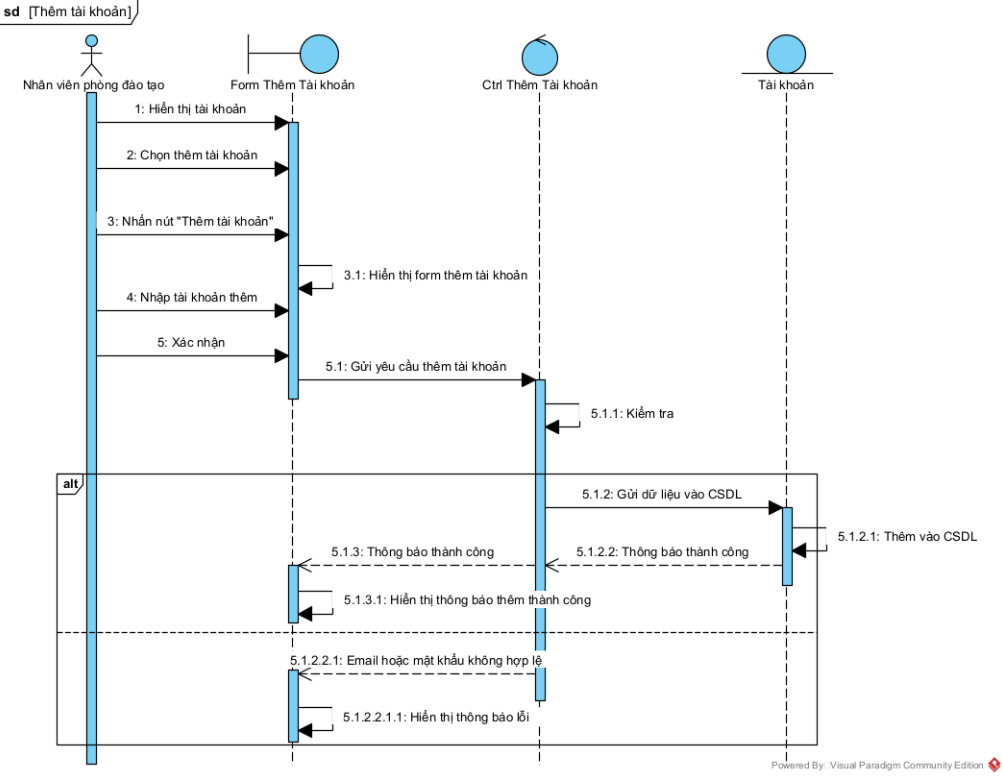 sd [Thêm tài khoản]
Nhân viên phòng đào tạo
Form Thêm Tài khoản
Ctrl Thêm Tài khoản
Tài khoản
1: Hiển thị tài khoản
2: Chọn thêm tài khoản
3: Nhấn nút "Thêm tài khoản"
3.1: Hiển thị form thêm tài khoản
4: Nhập tài khoản thêm
5: Xác nhận
5.1: Gửi yêu cầu thêm tài khoản
5.1.1: Kiểm tra
alt
5.1.2: Gửi dữ liệu vào CSDL
5.1.2.1: Thêm vào CSDL
5.1.3: Thông báo thành công
5.1.2.2: Thông báo thành công
5.1.3.1: Hiển thị thông báo thêm thành công
5.1.2.2.1: Email hoặc mật khẩu không hợp lệ
5.1.2.2.1.1: Hiển thị thông báo lỗi
Powered By Visual Paradigm Community Edition